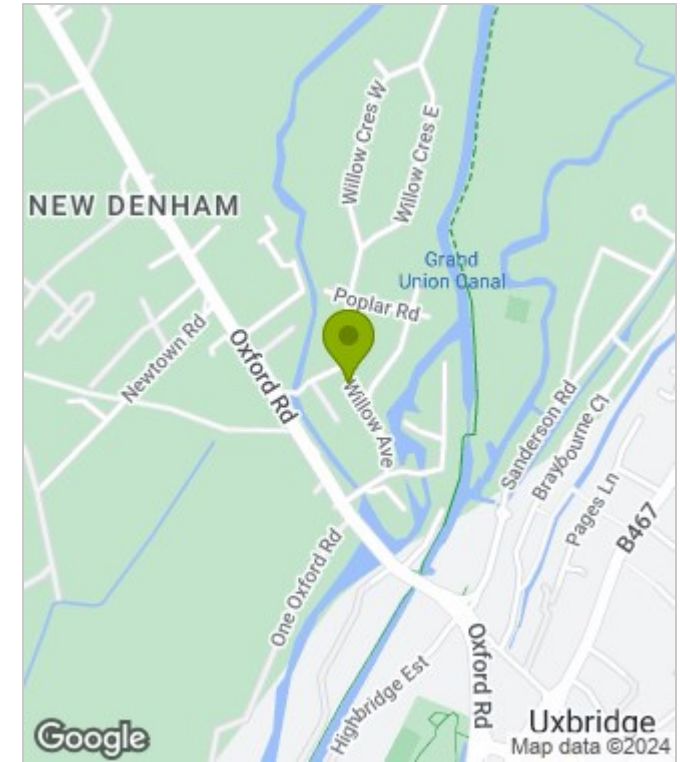 Willow Cres W
Willow Cres E
NEW DENHAM
Grand
Union Canal
Poplar Rd
Newtown Rd
Oxford Rd
Willow Ave
Sanderson Rd
Braybourne Cl
Pages Ln
B467
One Oxford Rd
Highbridge Est
Oxford Rd
Uxbridge
Google
Map data ©2024